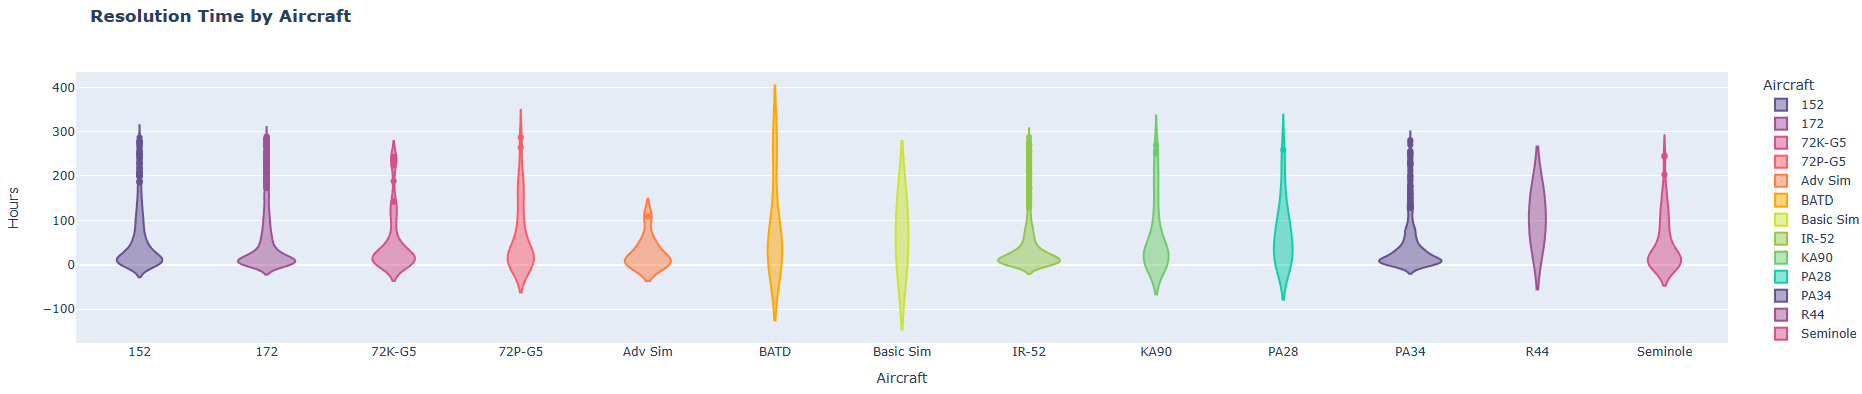 Resolution Time by Aircraft
Hours
400
300
200
100
0
−100
152 172 72K-G5 72P-G5 Adv Sim BATD Basic Sim IR-52 KA90 PA28 PA34 R44 Seminole
Aircraft
Aircraft
152
172
72K-G5
72P-G5
Adv Sim
BATD
Basic Sim
IR-52
KA90
PA28
PA34
R44
Seminole